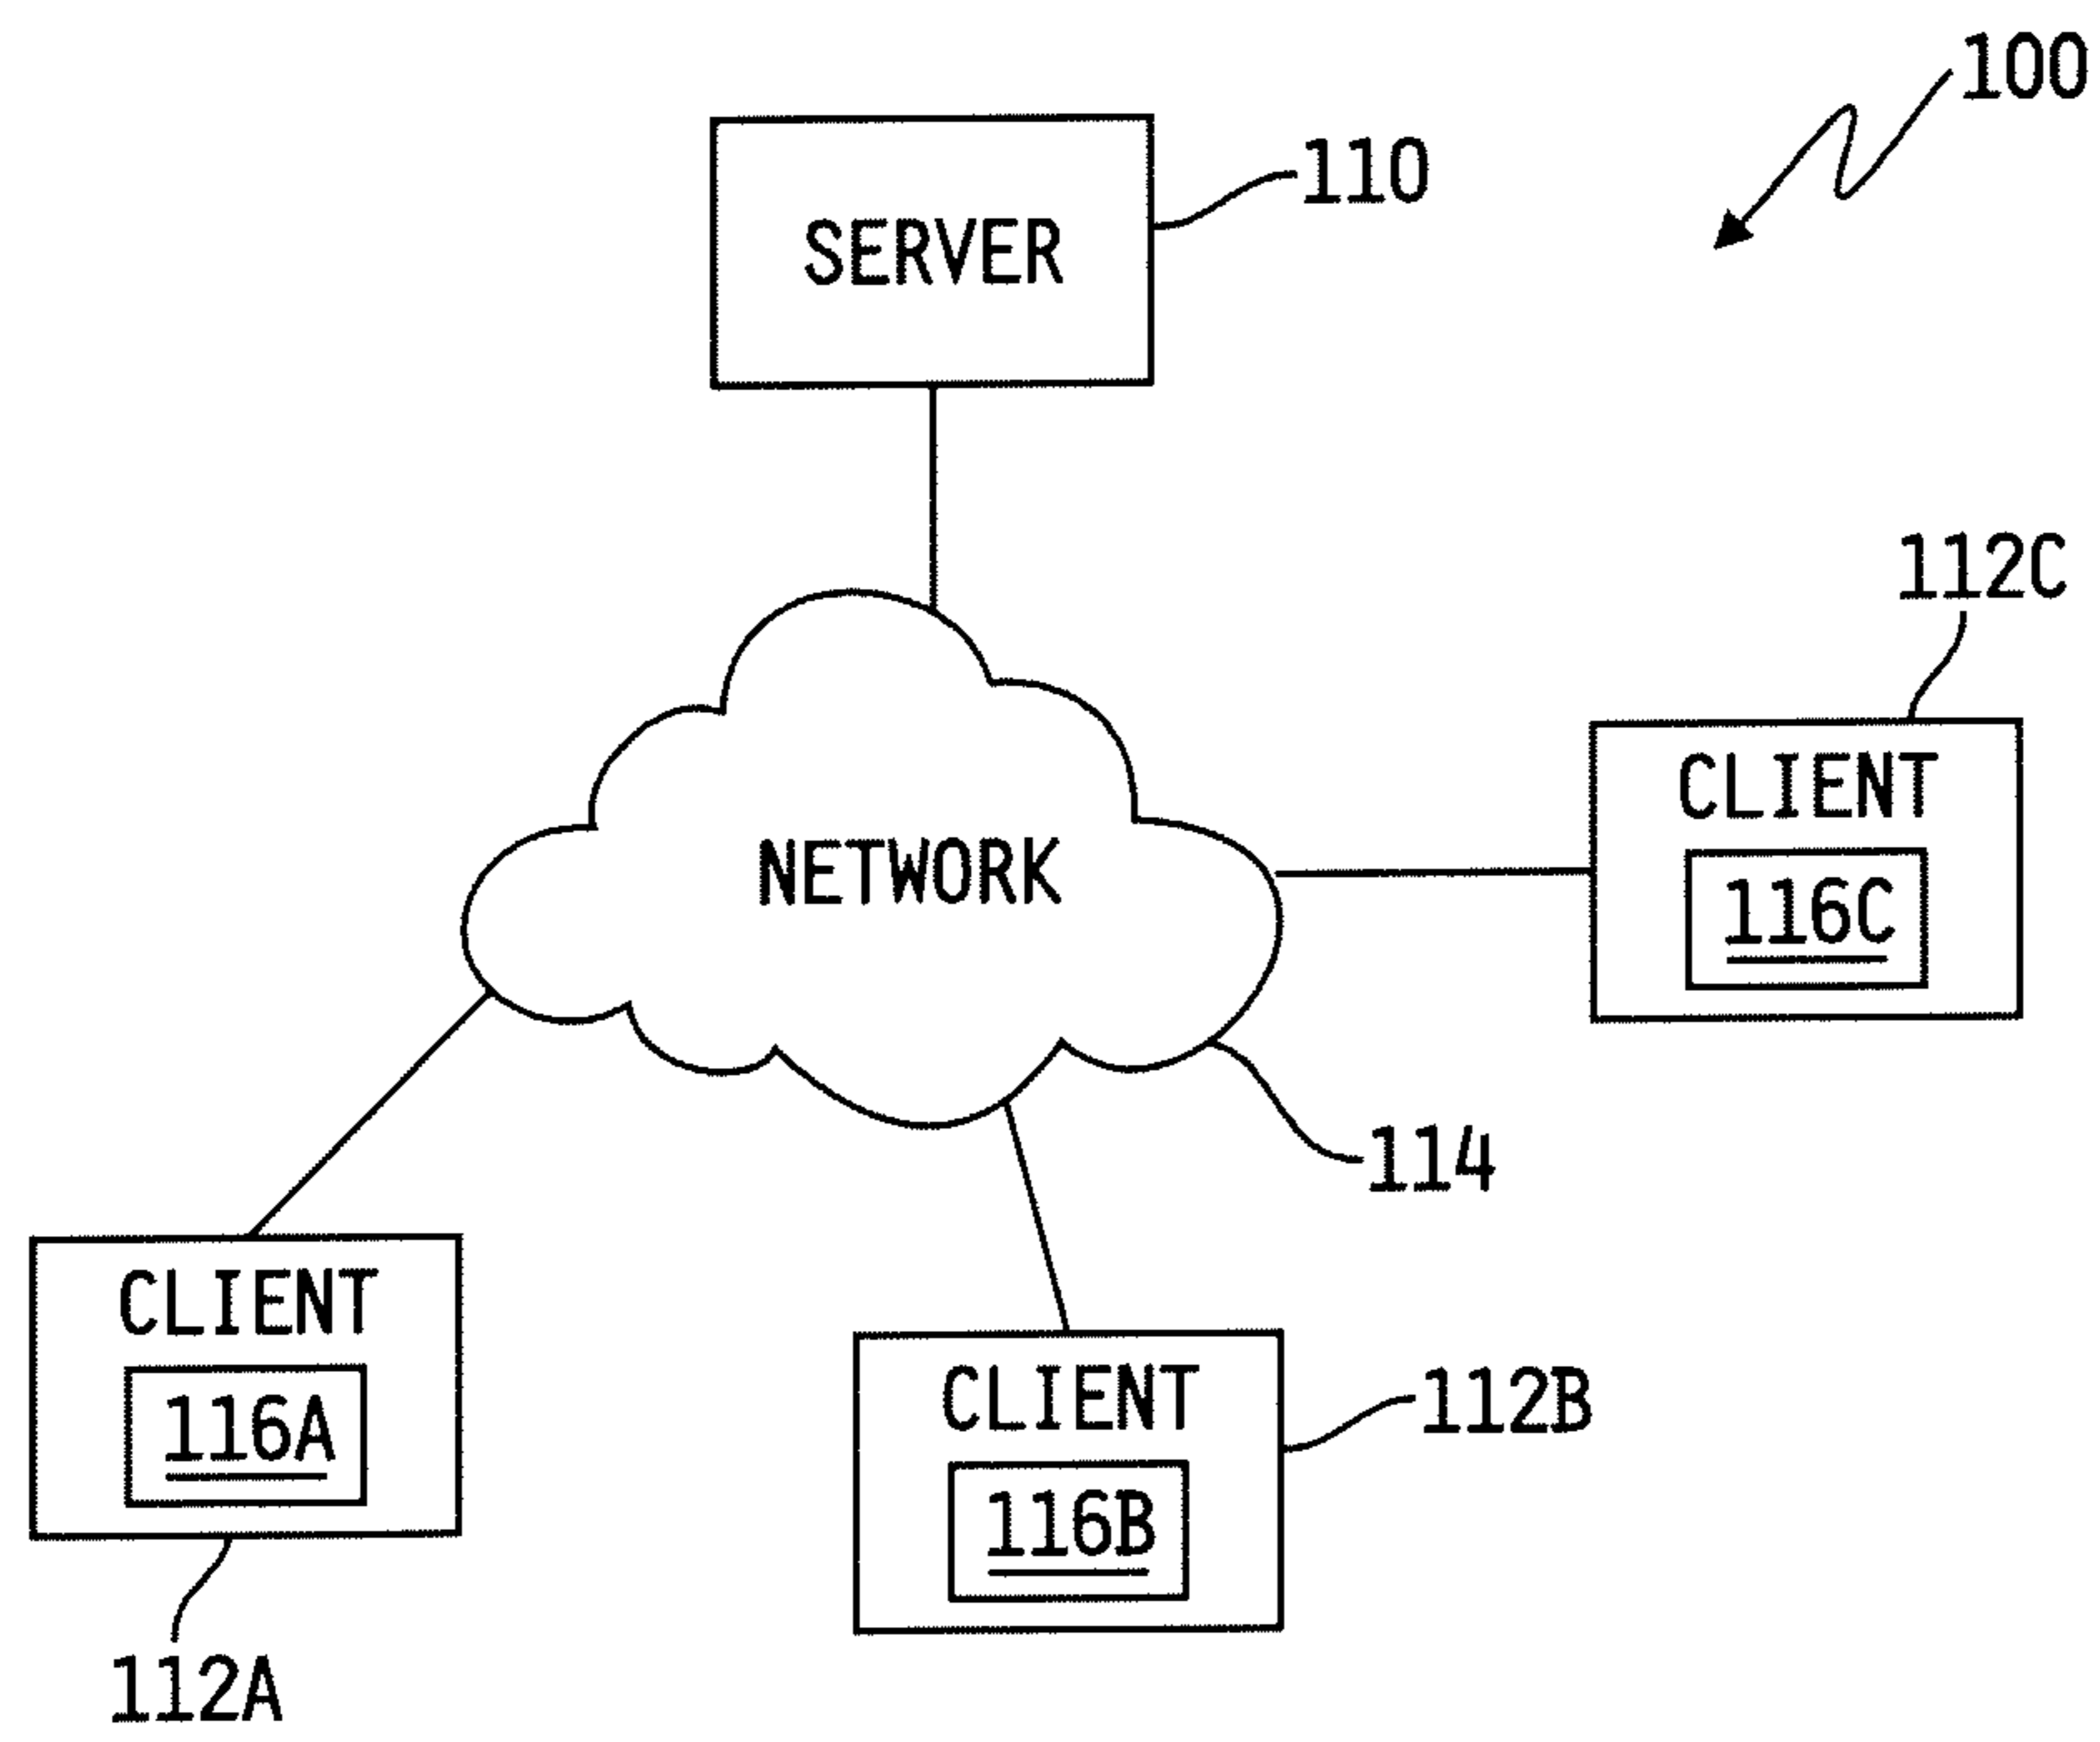 100
110
SERVER
112C
CLIENT
116C
NETWORK
114
CLIENT
116A
112A
CLIENT
116B
112B